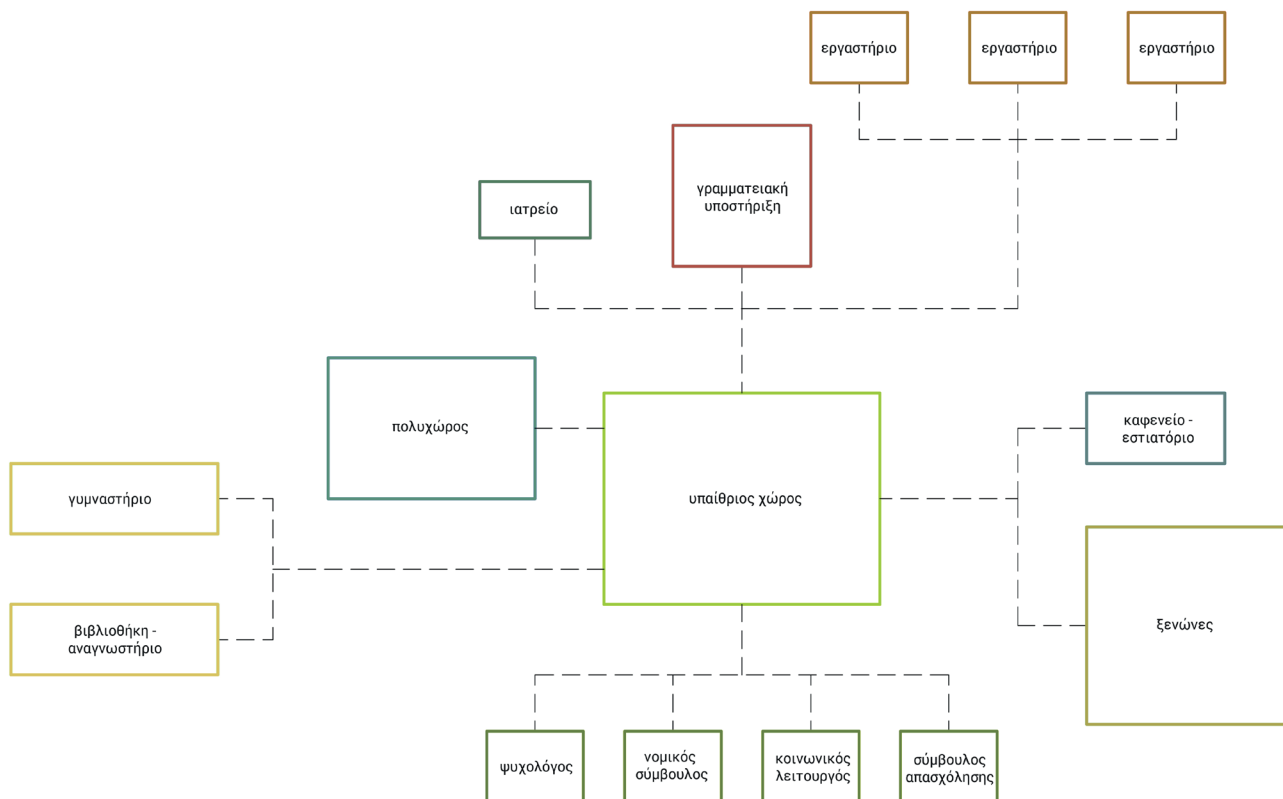 εργαστήριο
εργαστήριο
εργαστήριο
γραμματειακή
υποστήριξη
ιατρείο
πολυχώρος
καφενείο -
εστιατόριο
γυμναστήριο
υπαίθριος χώρος
βιβλιοθήκη -
αναγνωστήριο
ξενώνες
ψυχολόγος
νομικός
σύμβουλος
κοινωνικός
λειτουργός
σύμβουλος
απασχόλησης